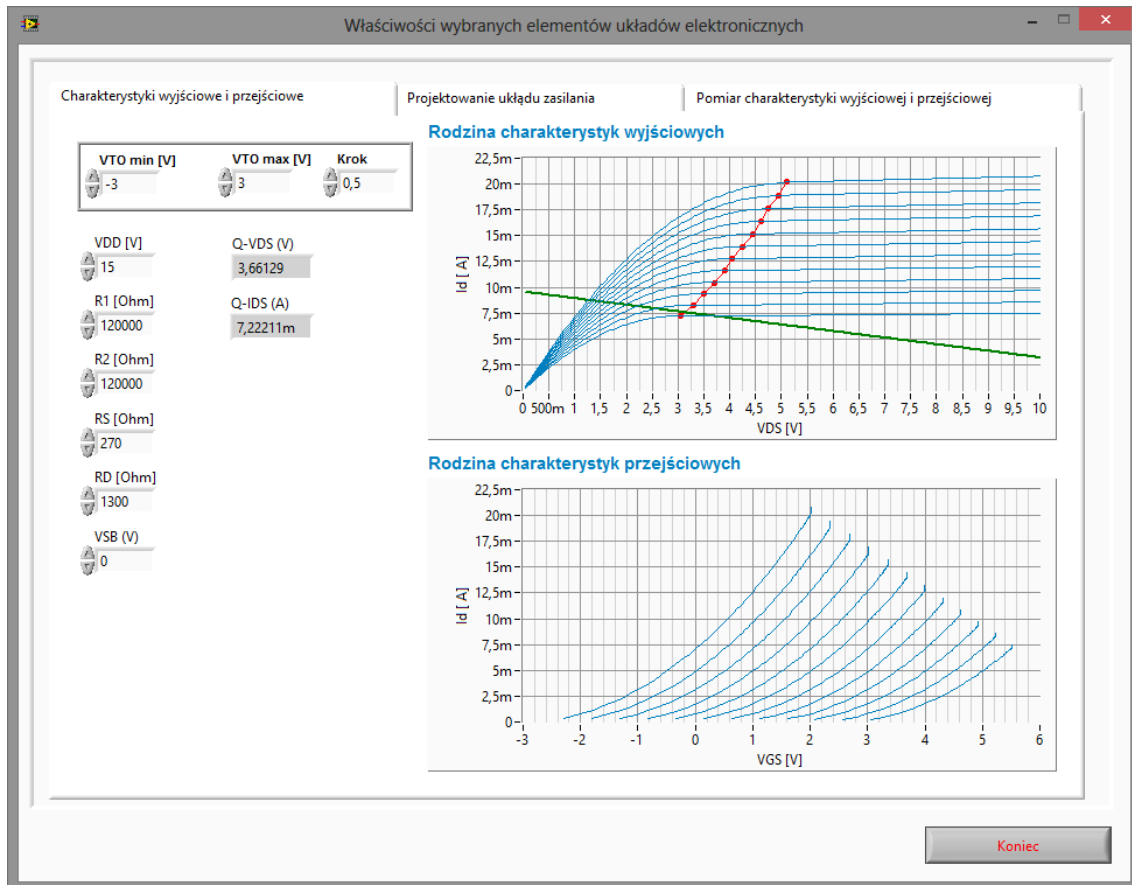 Właściwości wybranych elementów układów elektronicznych
Charakterystyki wyjściowe i przejściowe
Projektowanie ukłądu zasilania
Pomiar charakterystyki wyjściowej i przejściowej
VTO min [V]
VTO max [V]
Krok
-3
3
0,5
VDD [V]
15
R1 [Ohm]
120000
R2 [Ohm]
120000
RS [Ohm]
270
RD [Ohm]
1300
VSB (V)
0
Q-VDS (V)
3,66129
Q-IDS (A)
7,22211m
Rodzina charakterystyk wyjściowych
Id [ A]
22,5m
20m
17,5m
15m
12,5m
10m
7,5m
5m
2,5m
0
0 500m 1 1,5 2 2,5 3 3,5 4 4,5 5 5,5 6 6,5 7 7,5 8 8,5 9 9,5 10
VDS [V]
Rodzina charakterystyk przejściowych
Id [ A]
22,5m
20m
17,5m
15m
12,5m
10m
7,5m
5m
2,5m
0
-3 -2 -1 0 1 2 3 4 5 6
VGS [V]
Koniec